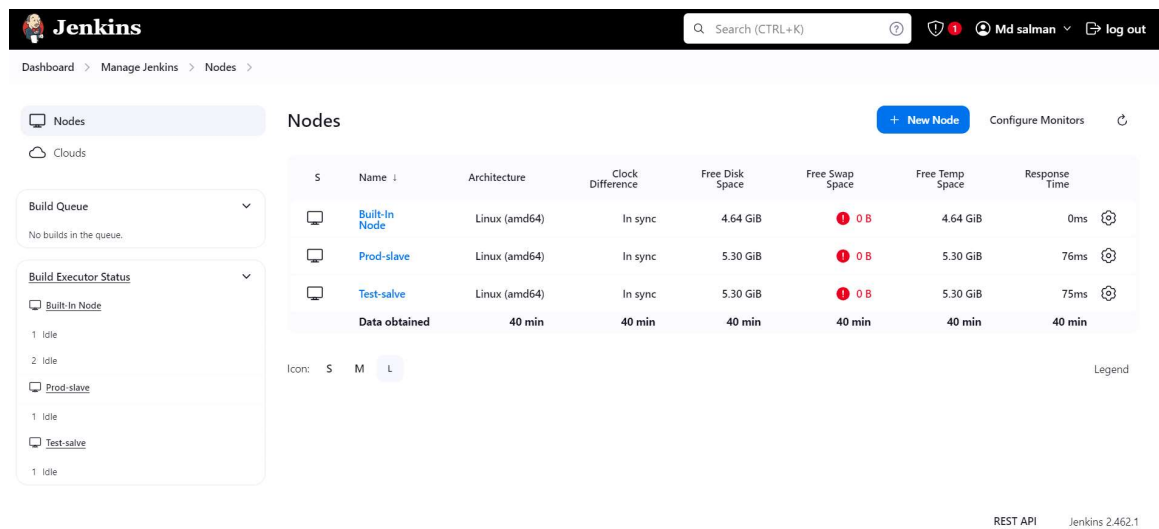 Jenkins
Search (CTRL+K)
1
Md salman
log out
Dashboard > Manage Jenkins > Nodes >
Nodes
Clouds
Build Queue
No builds in the queue.
Build Executor Status
Built-In Node
1 Idle
2 Idle
Prod-slave
1 Idle
Test-salve
1 Idle
Nodes
+ New Node
Configure Monitors
S Name ↓ Architecture Clock Difference Free Disk Space Free Swap Space Free Temp Space Response Time
Built-In Node Linux (amd64) In sync 4.64 GiB 0 B 4.64 GiB 0ms
Prod-slave Linux (amd64) In sync 5.30 GiB 0 B 5.30 GiB 76ms
Test-salve Linux (amd64) In sync 5.30 GiB 0 B 5.30 GiB 75ms
Data obtained 40 min 40 min 40 min 40 min 40 min 40 min
Icon: S M L
Legend
REST API Jenkins 2.462.1